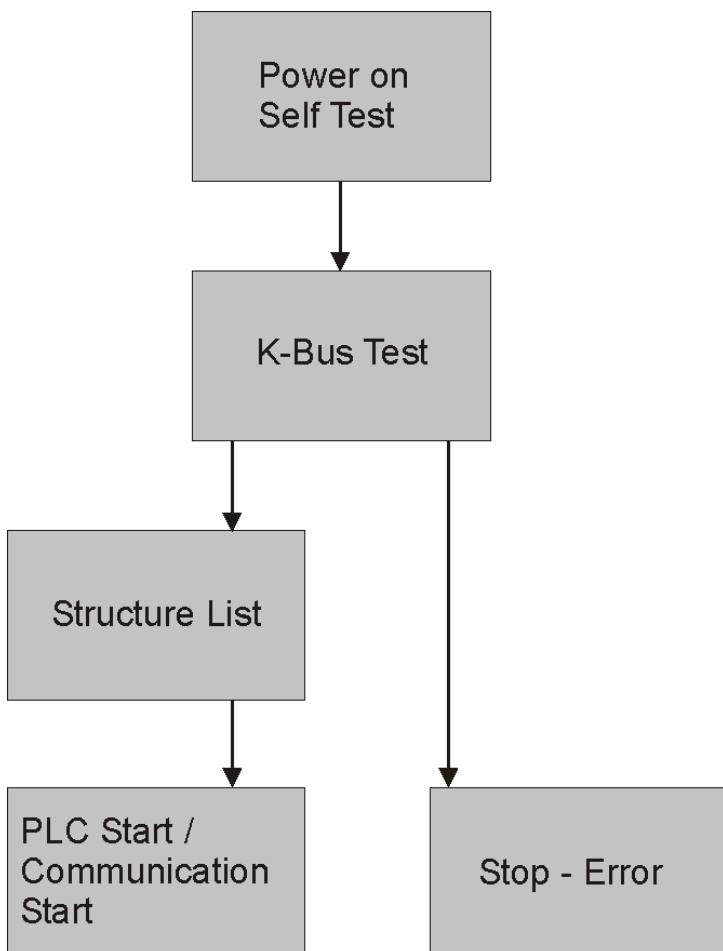 Power on
Self Test
K-Bus Test
Structure List
PLC Start /
Communication
Start
Stop - Error